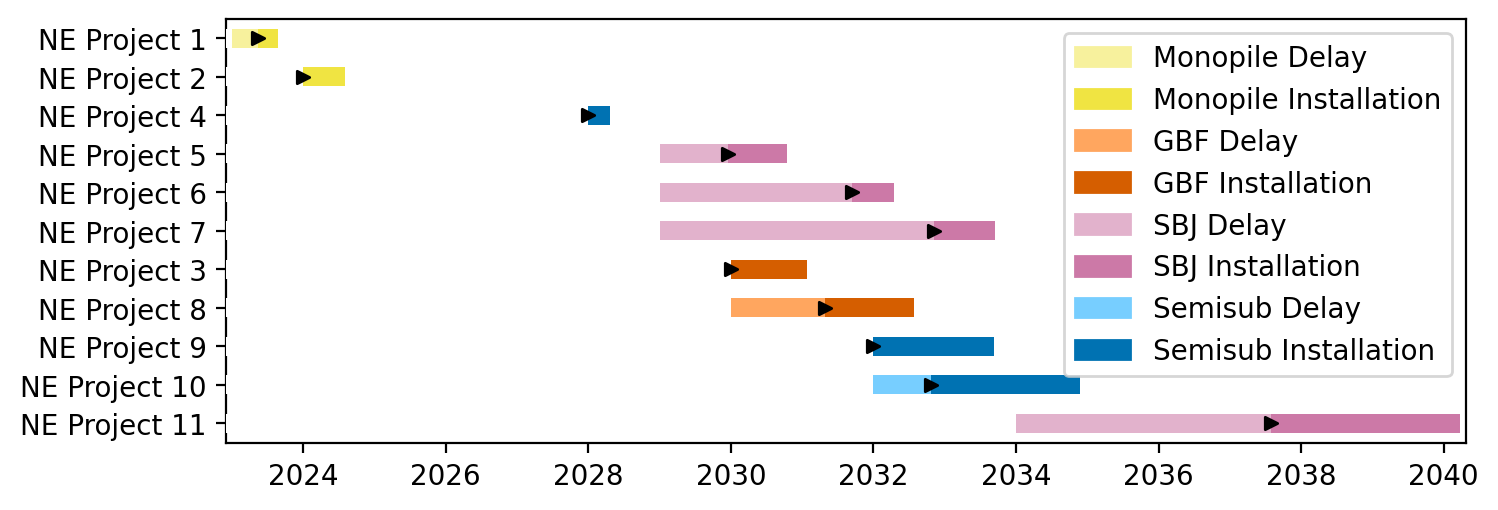 NE Project 1
NE Project 2
NE Project 4
NE Project 5
NE Project 6
NE Project 7
NE Project 3
NE Project 8
NE Project 9
NE Project 10
NE Project 11
Monopile Delay
Monopile Installation
GBF Delay
GBF Installation
SBJ Delay
SBJ Installation
Semisub Delay
Semisub Installation
2024 2026 2028 2030 2032 2034 2036 2038 2040